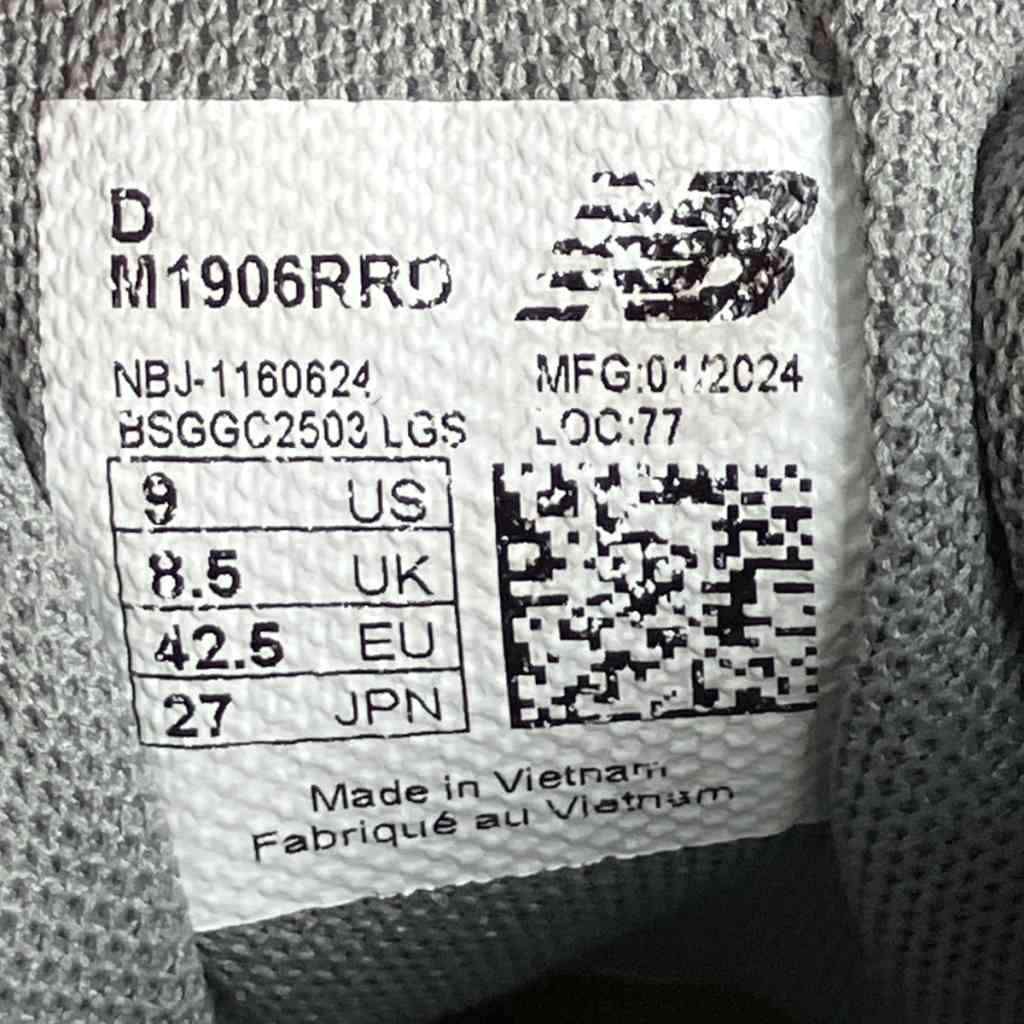 D
M1906RRD
NBJ-1160624
BSGGC2503 LGS
MFG:01/2024
LOC:77
9 US
8.5 UK
42.5 EU
27 JPN
Made in Vietnam
Fabriqué au Vietnam